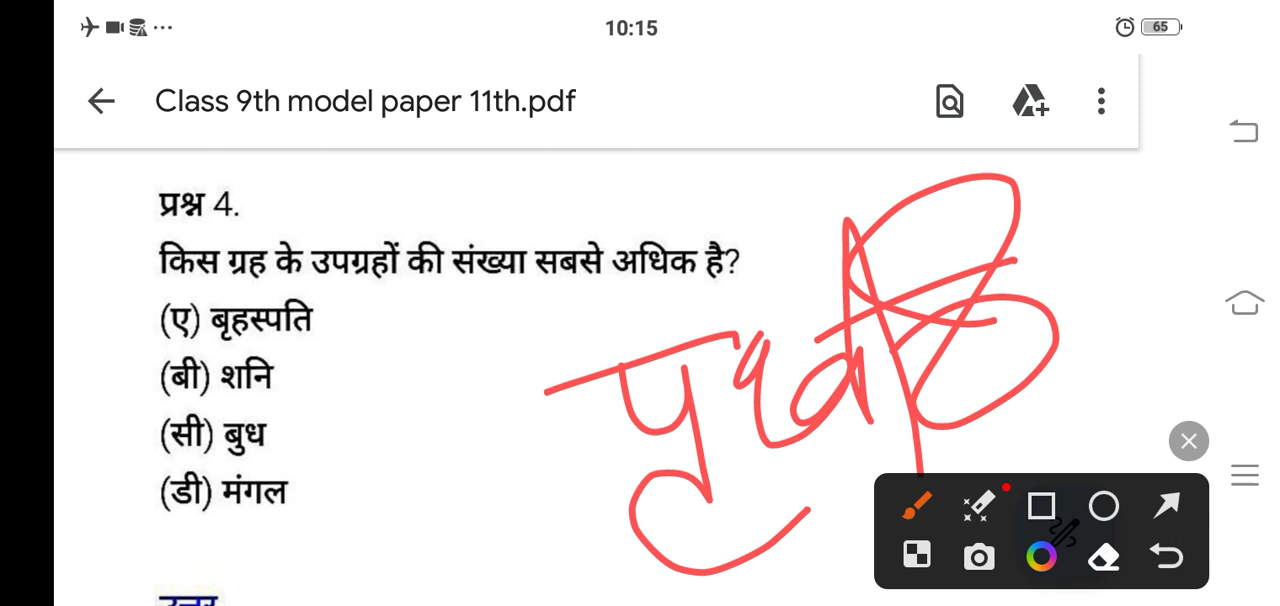 10:15
65
Class 9th model paper 11th.pdf
प्रश्न 4.
किस ग्रह के उपग्रहों की संख्या सबसे अधिक है?
(ए) बृहस्पति
(बी) शनि
(सी) बुध
(डी) मंगल